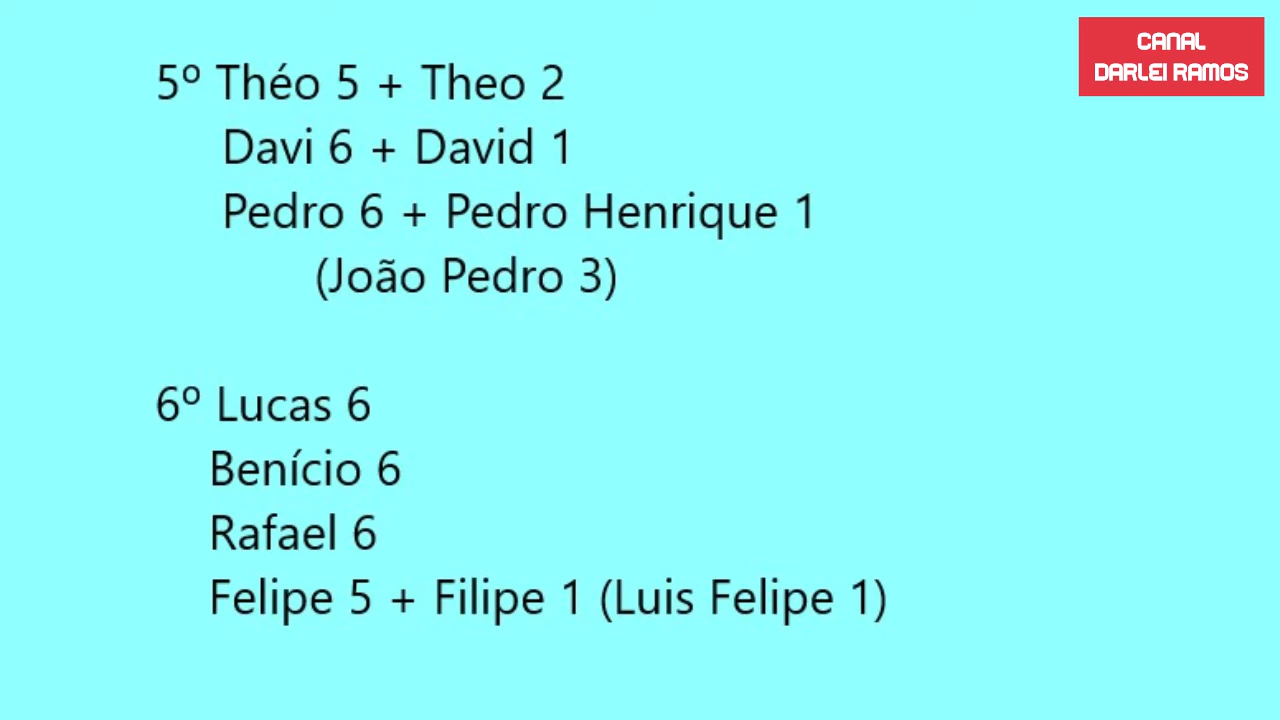 CANAL
DARLEI RAMOS
5º Théo 5 + Theo 2
Davi 6 + David 1
Pedro 6 + Pedro Henrique 1
(João Pedro 3)
6º Lucas 6
Benício 6
Rafael 6
Felipe 5 + Filipe 1 (Luis Felipe 1)